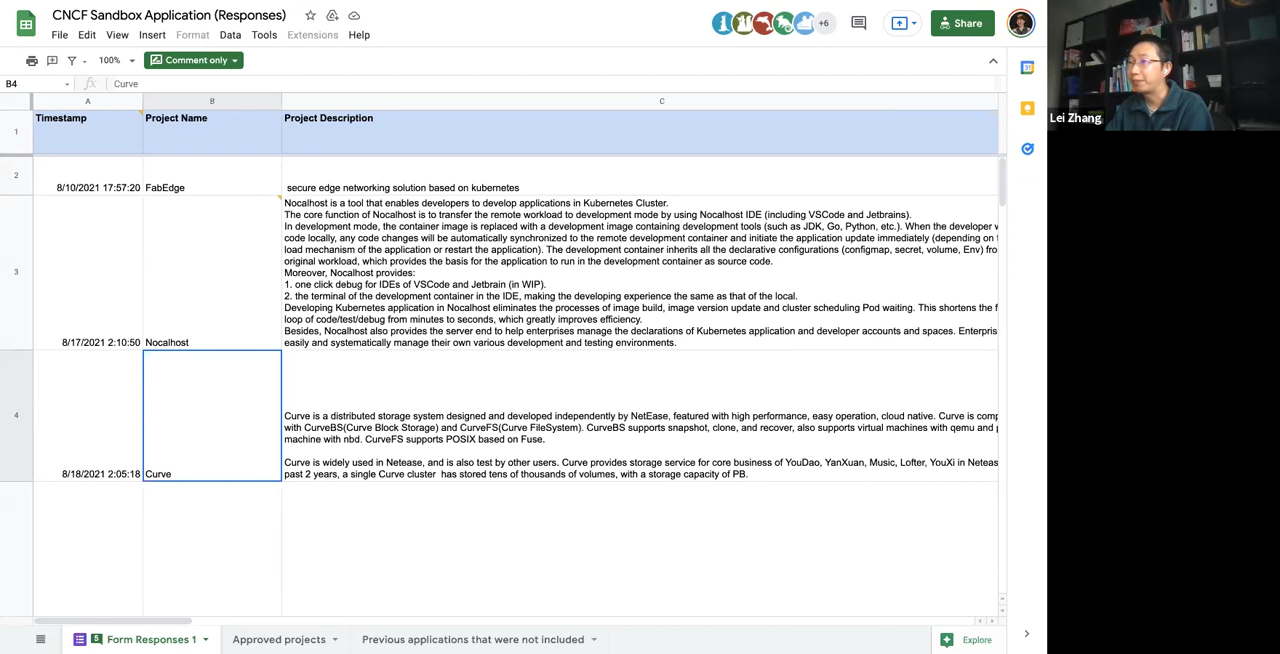 CNCF Sandbox Application (Responses)
File Edit View Insert Format Data Tools Extensions Help
+6
Share
100%
Comment only
B4
fx
Curve
A B C
1 Timestamp Project Name Project Description
2 8/10/2021 17:57:20 FabEdge secure edge networking solution based on kubernetes
Nocalhost is a tool that enables developers to develop applications in Kubernetes Cluster.
The core function of Nocalhost is to transfer the remote workload to development mode by using Nocalhost IDE (including VSCode and Jetbrains).
In development mode, the container image is replaced with a development image containing development tools (such as JDK, Go, Python, etc.). When the developer
code locally, any code changes will be automatically synchronized to the remote development container and initiate the application update immediately (depending on
load mechanism of the application or restart the application). The development container inherits all the declarative configurations (configmap, secret, volume, Env) fro
original workload, which provides the basis for the application to run in the development container as source code.
3 Moreover, Nocalhost provides:
1. one click debug for IDEs of VSCode and Jetbrain (in WIP).
2. the terminal of the development container in the IDE, making the developing experience the same as that of the local.
Developing Kubernetes application in Nocalhost eliminates the processes of image build, image version update and cluster scheduling Pod waiting. This shortens the
loop of code/test/debug from minutes to seconds, which greatly improves efficiency.
Besides, Nocalhost also provides the server end to help enterprises manage the declarations of Kubernetes application and developer accounts and spaces. Enterpris
8/17/2021 2:10:50 Nocalhost easily and systematically manage their own various development and testing environments.
4 Curve is a distributed storage system designed and developed independently by NetEase, featured with high performance, easy operation, cloud native. Curve is comp
with CurveBS(Curve Block Storage) and CurveFS(Curve FileSystem). CurveBS supports snapshot, clone, and recover, also supports virtual machines with qemu and
machine with nbd. CurveFS supports POSIX based on Fuse.
Curve is widely used in Netease, and is also test by other users. Curve provides storage service for core business of YouDao, YanXuan, Music, Lofter, YouXi in Neteas
8/18/2021 2:05:18 Curve past 2 years, a single Curve cluster has stored tens of thousands of volumes, with a storage capacity of PB.
5 Form Responses 1 Approved projects Previous applications that were not included Explore
Lei Zhang